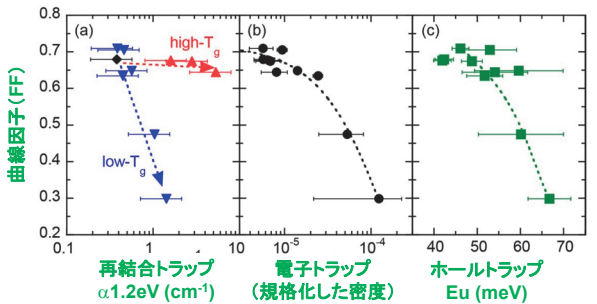 (a)
(b)
(c)
high-Tg
low-Tg
曲線因子(FF)
0.8
0.7
0.6
0.5
0.4
0.3
0.1
1
10
10⁻⁵
10⁻⁴
40
50
60
70
再結合トラップ
α1.2eV (cm⁻¹)
電子トラップ
(規格化した密度)
ホールトラップ
Eu (meV)